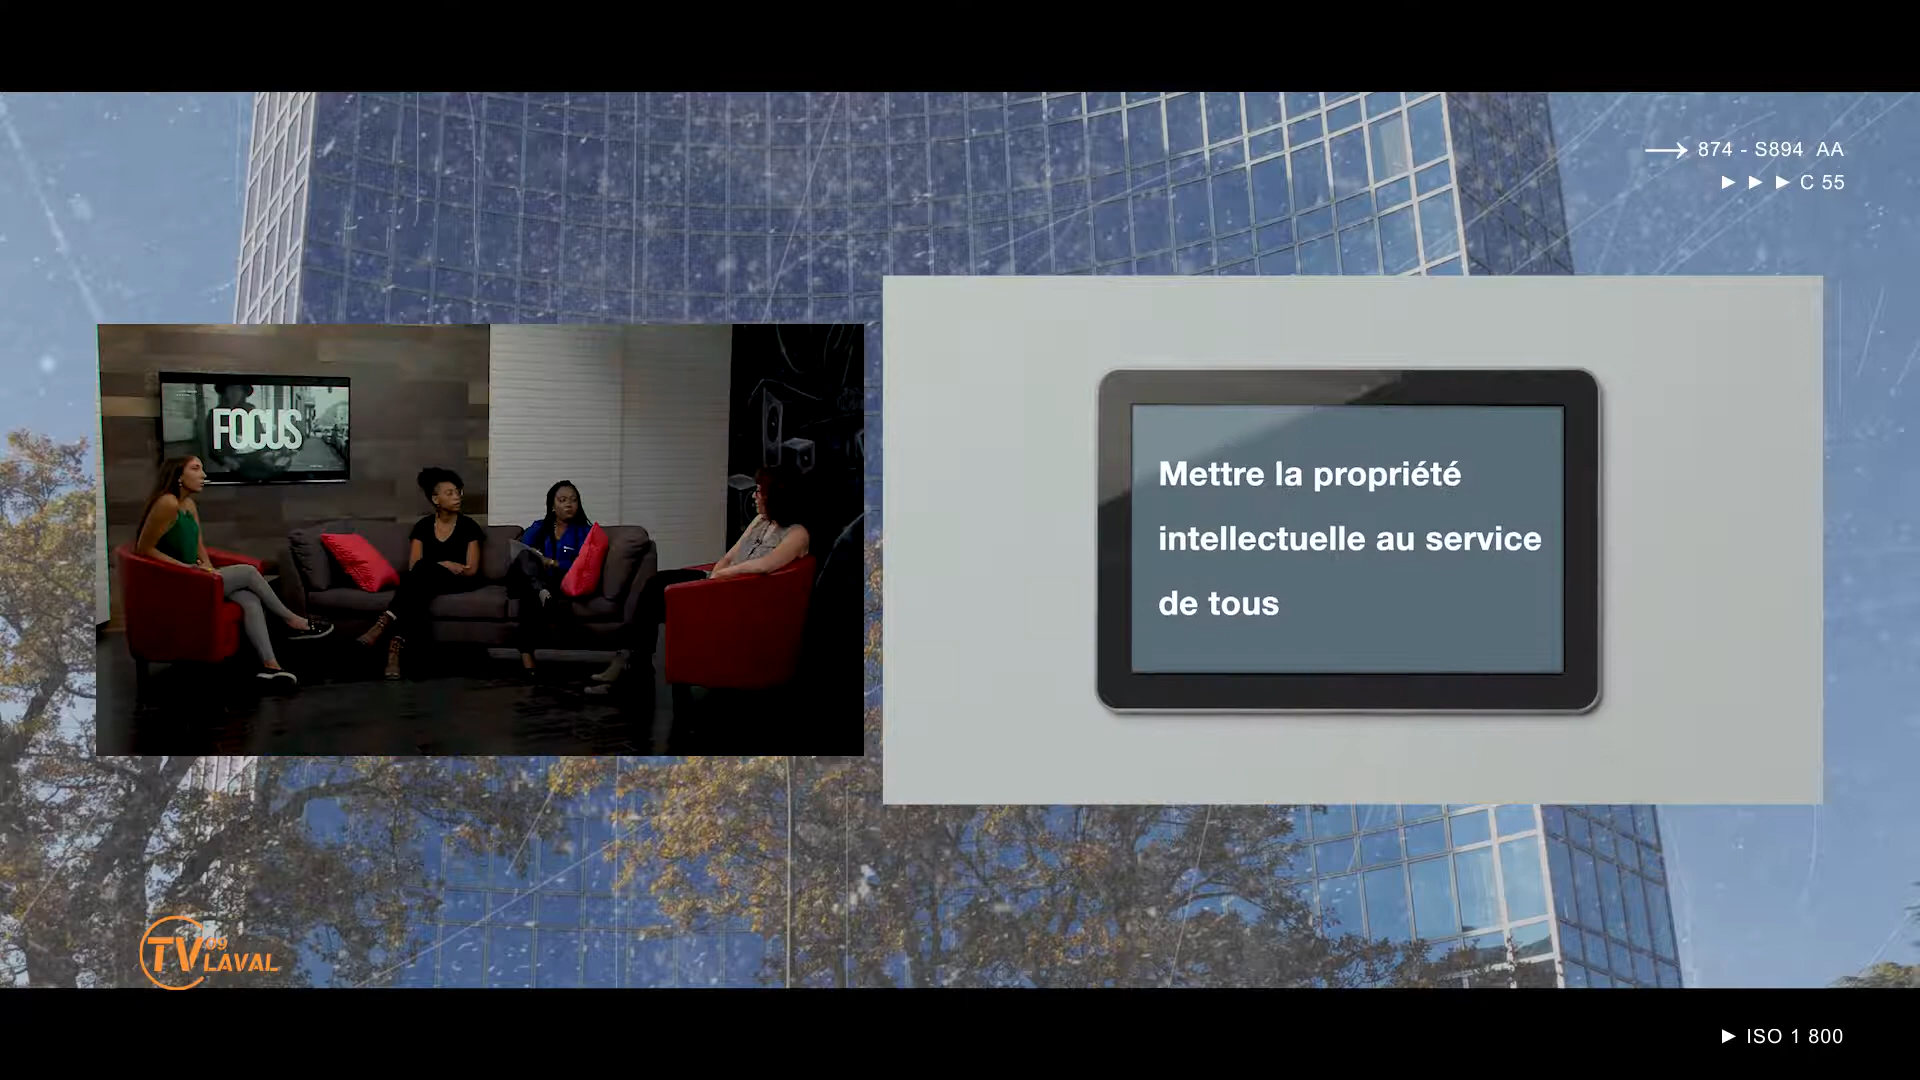 874 - S894 AA
C 55
FOCUS
Mettre la propriété
intellectuelle au service
de tous
TV 09
LAVAL
ISO 1 800